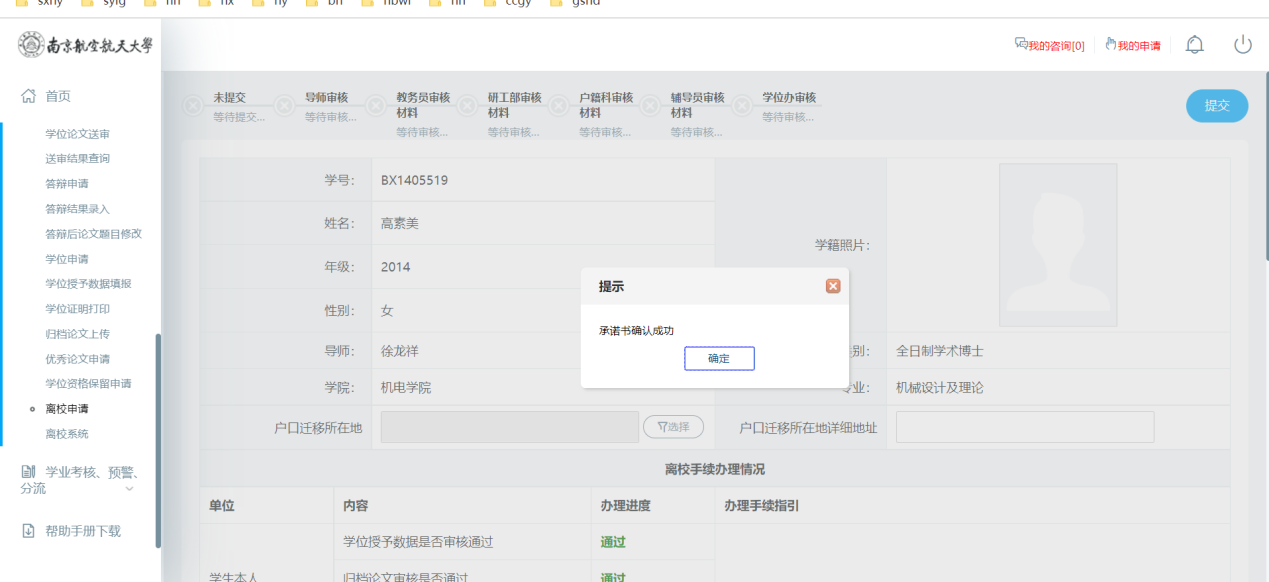 sxhy syig hh hx hy bh hbwl hh ccgy gshd
南京航空航天大學
我的咨询[0] 我的申请
首页
学位论文送审
送审结果查询
答辩申请
答辩结果录入
答辩后论文题目修改
学位申请
学位授予数据填报
学位证明打印
归档论文上传
优秀论文申请
学位资格保留申请
离校申请
离校系统
学业考核、预警、
分流
帮助手册下载
未提交 导师审核 教务员审核 研工部审核 户籍科审核 辅导员审核 学位办审核
材料 材料 材料 材料
等待提交... 等待审核... 等待审核...
等待审核... 等待审核... 等待审核... 等待审核...
提交
学号： BX1405519
姓名： 高素美
学籍照片：
年级： 2014
性别： 女
导师： 徐龙祥 别： 全日制学术博士
学院： 机电学院 专业： 机械设计及理论
提示
承诺书确认成功
确定
户口迁移所在地 选择 户口迁移所在地详细地址
离校手续办理情况
单位 内容 办理进度 办理手续指引
学位授予数据是否审核通过 通过
学生本人 归档论文审核是否通过 通过